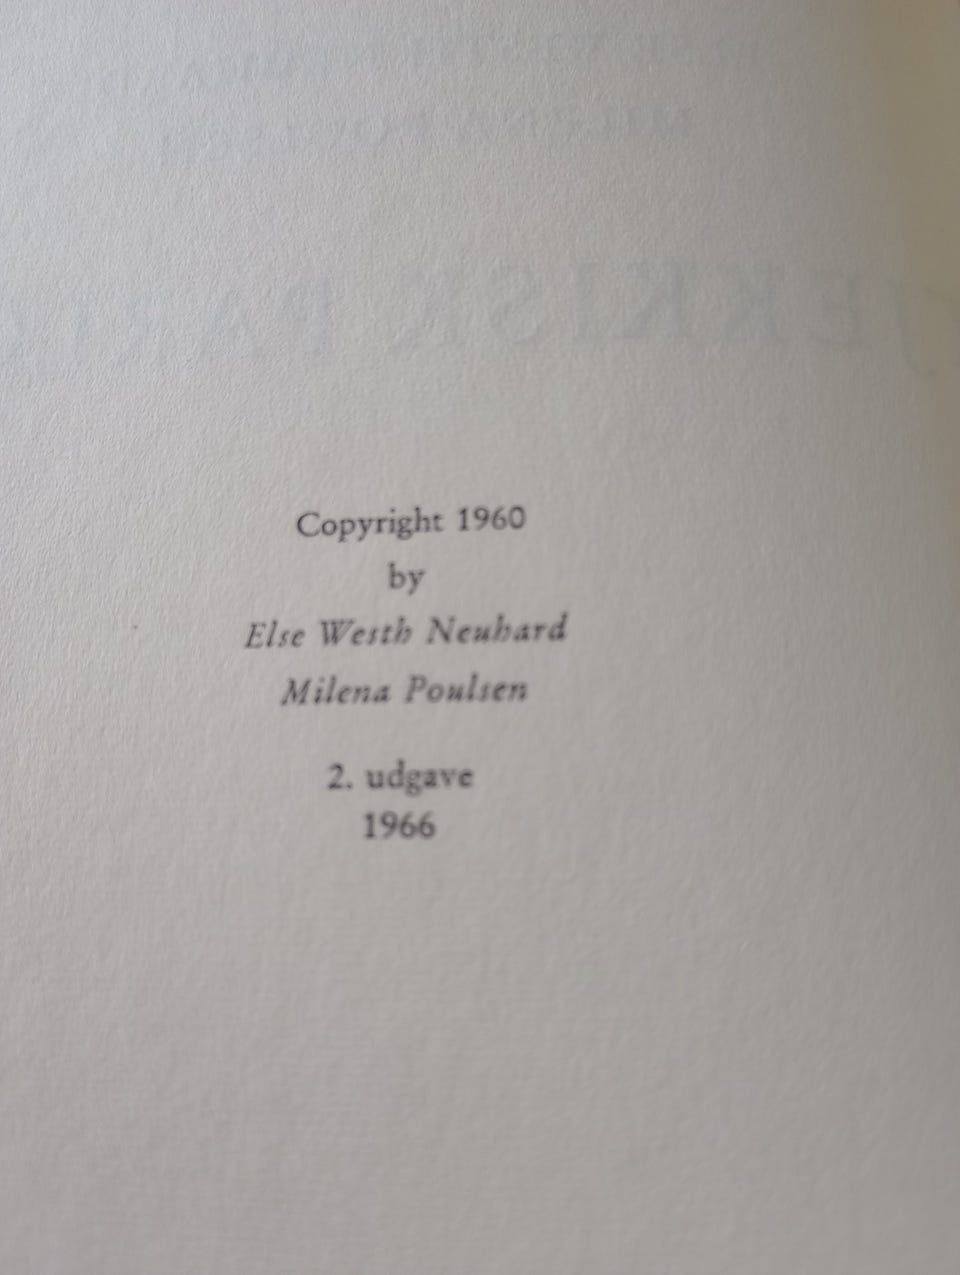 Copyright 1960
by
Else Westh Neuhard
Milena Poulsen
2. udgave
1966